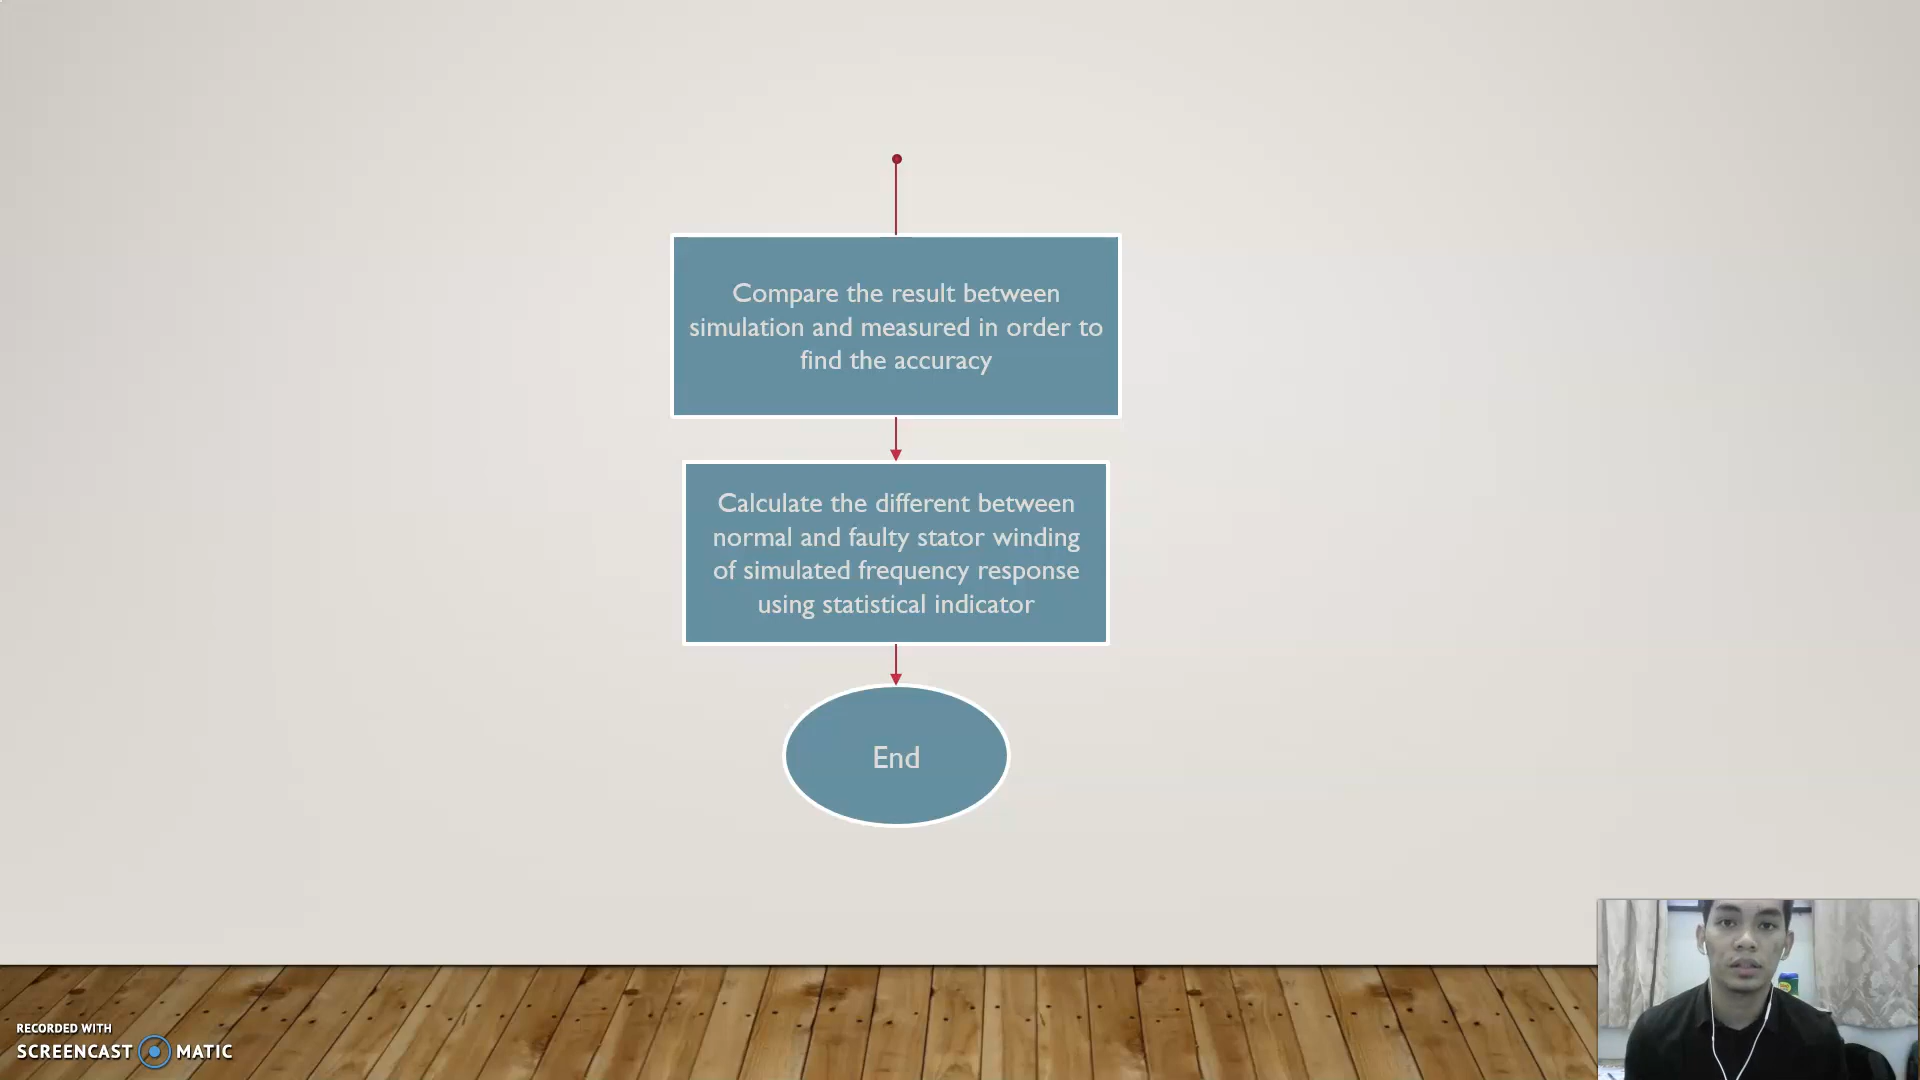 Compare the result between
simulation and measured in order to
find the accuracy
Calculate the different between
normal and faulty stator winding
of simulated frequency response
using statistical indicator
End
RECORDED WITH
SCREENCAST MATIC